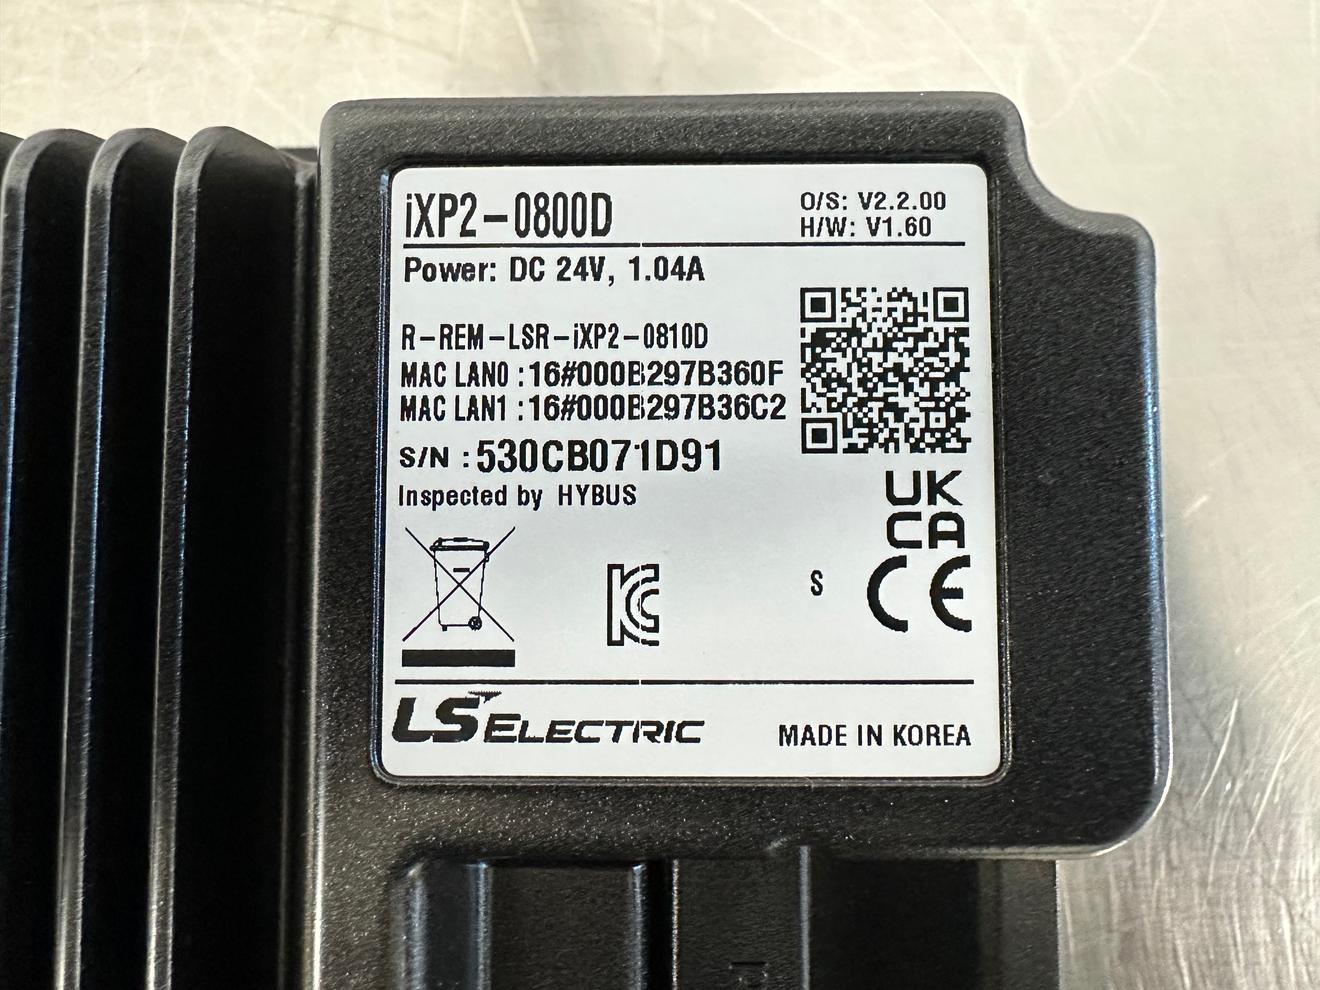 iXP2-0800D
O/S: V2.2.00
H/W: V1.60
Power: DC 24V, 1.04A
R-REM-LSR-iXP2-0810D
MAC LAN0 :16#000B297B360F
MAC LAN1 :16#000B297B36C2
S/N :530CB071D91
Inspected by HYBUS
UK
CA
S
CE
LS ELECTRIC
MADE IN KOREA